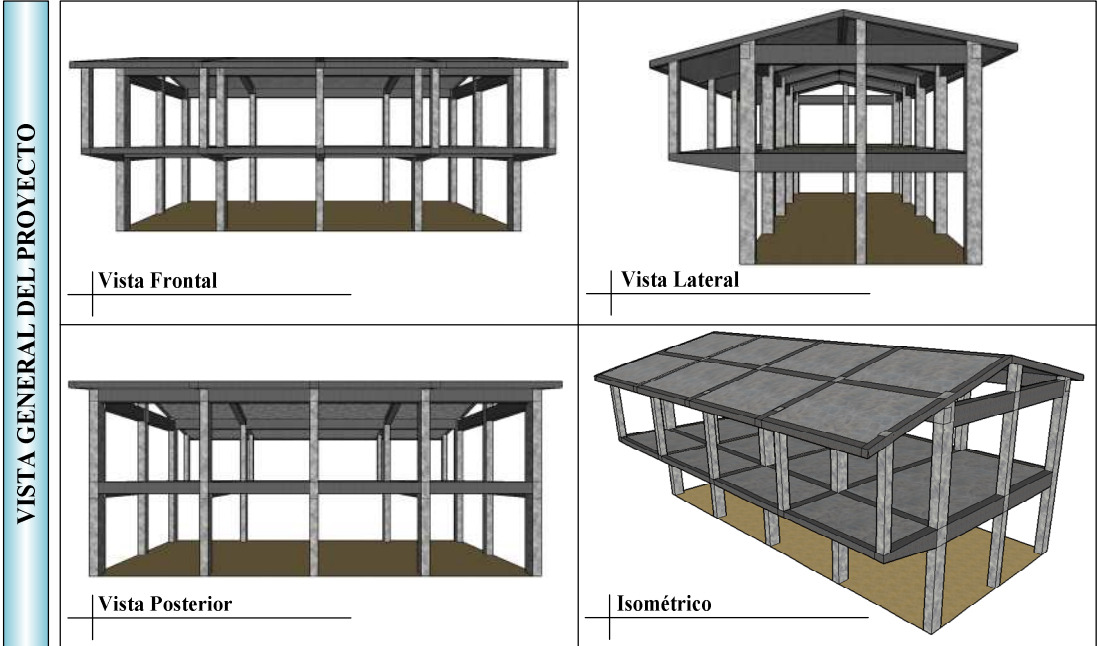 VISTA GENERAL DEL PROYECTO
Vista Frontal
Vista Lateral
Vista Posterior
Isométrico